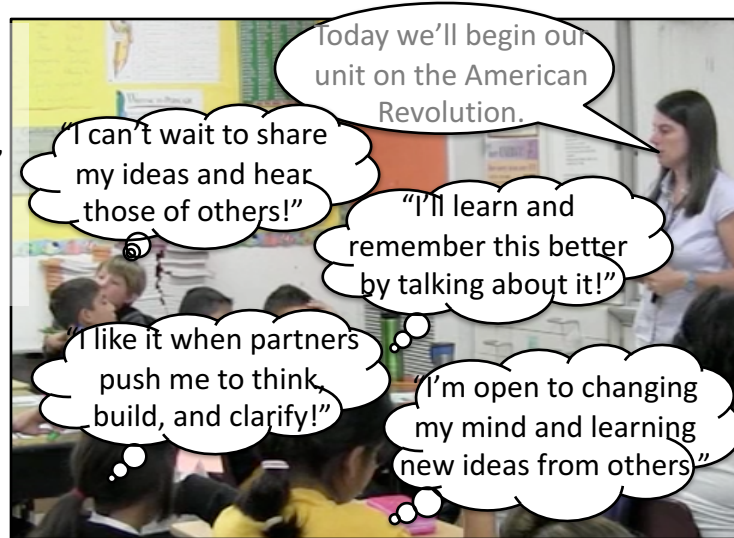 Today we’ll begin our
unit on the American
Revolution.
“I can’t wait to share
my ideas and hear
those of others!”
“I’ll learn and
remember this better
by talking about it!”
“I like it when partners
push me to think,
build, and clarify!”
“I’m open to changing
my mind and learning
new ideas from others.”